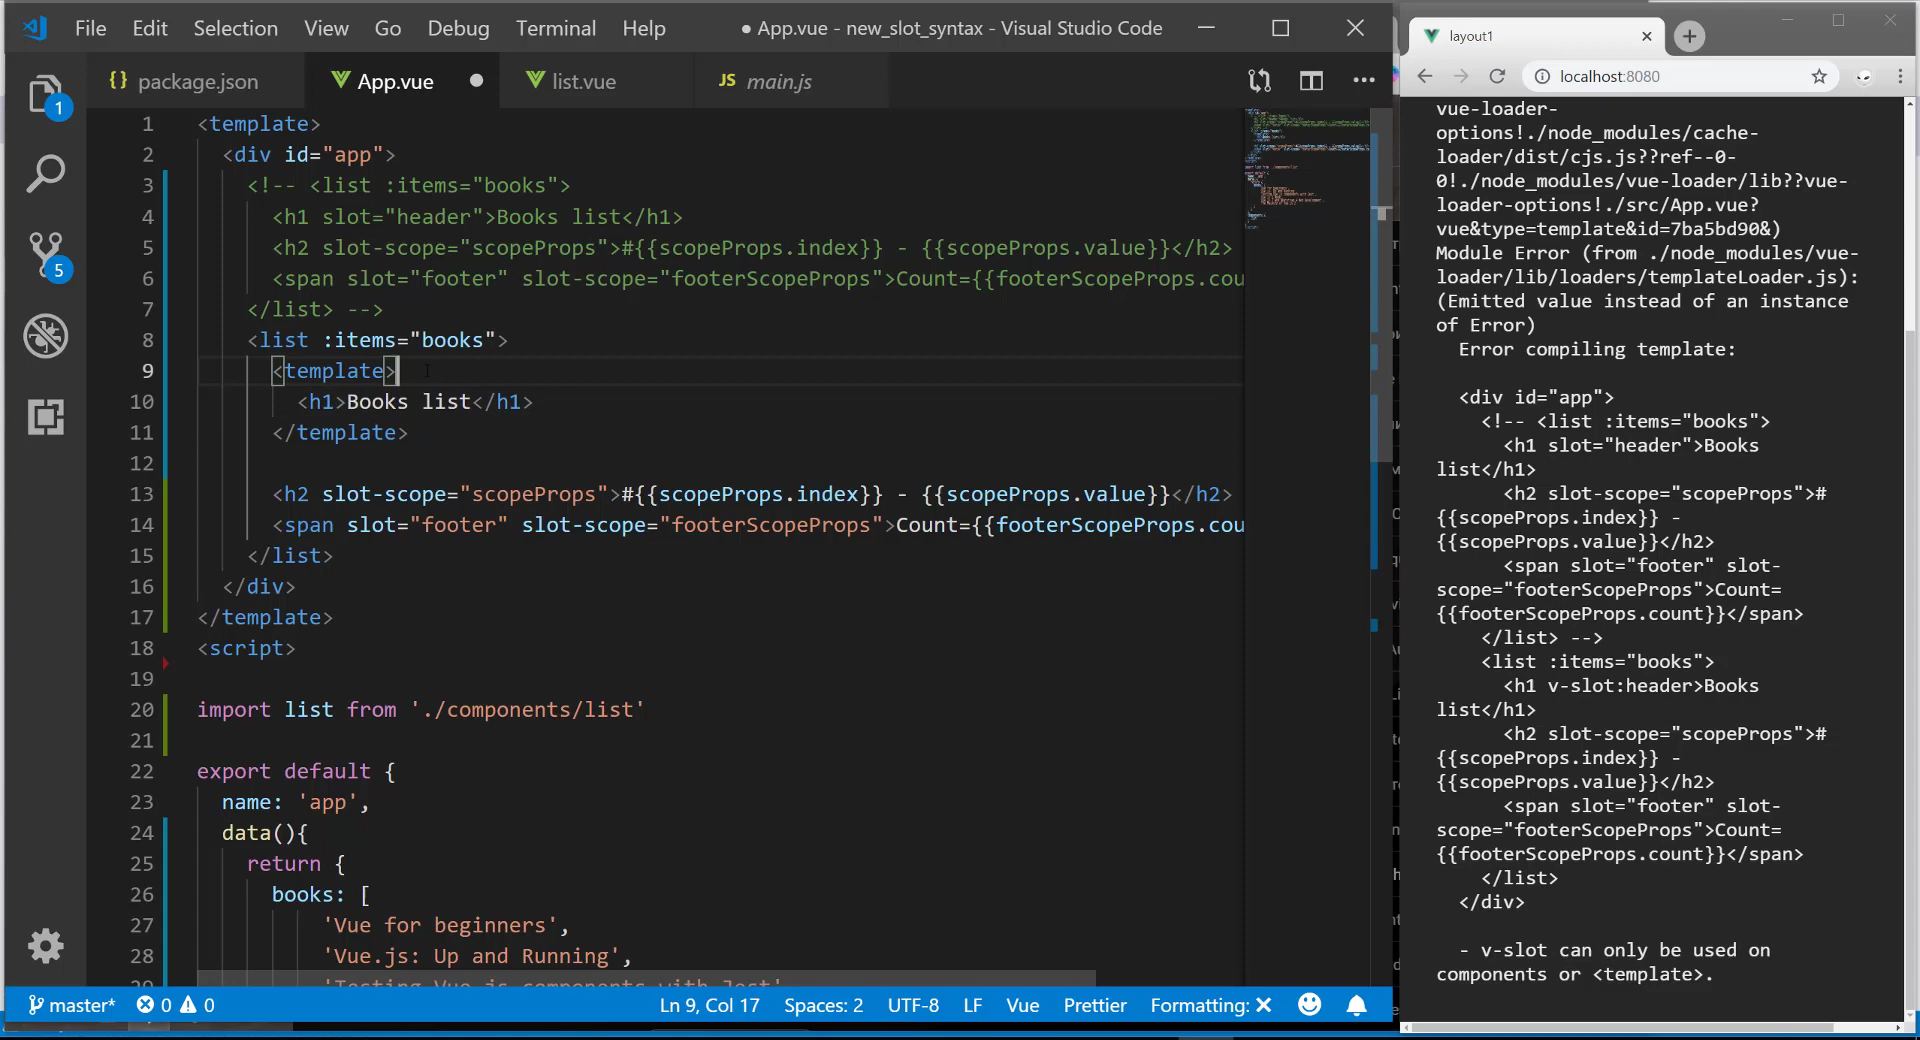 File Edit Selection View Go Debug Terminal Help
● App.vue - new_slot_syntax - Visual Studio Code
{} package.json
App.vue
list.vue
JS main.js
1
5
1 <template>
2 <div id="app">
3 <!-- <list :items="books">
4 <h1 slot="header">Books list</h1>
5 <h2 slot-scope="scopeProps">#{{scopeProps.index}} - {{scopeProps.value}}</h2>
6 <span slot="footer" slot-scope="footerScopeProps">Count={{footerScopeProps.cou
7 </list> -->
8 <list :items="books">
9 <template>
10 <h1>Books list</h1>
11 </template>
12
13 <h2 slot-scope="scopeProps">#{{scopeProps.index}} - {{scopeProps.value}}</h2>
14 <span slot="footer" slot-scope="footerScopeProps">Count={{footerScopeProps.cou
15 </list>
16 </div>
17 </template>
18 <script>
19
20 import list from './components/list'
21
22 export default {
23 name: 'app',
24 data(){
25 return {
26 books: [
27 'Vue for beginners',
28 'Vue.js: Up and Running',
master* 0 0
Ln 9, Col 17 Spaces: 2 UTF-8 LF Vue Prettier Formatting: X
layout1
localhost:8080
vue-loader-
options!./node_modules/cache-
loader/dist/cjs.js??ref--0-
0!./node_modules/vue-loader/lib??vue-
loader-options!./src/App.vue?
vue&type=template&id=7ba5bd90&)
Module Error (from ./node_modules/vue-
loader/lib/loaders/templateLoader.js):
(Emitted value instead of an instance
of Error)
Error compiling template:
<div id="app">
<!-- <list :items="books">
<h1 slot="header">Books
list</h1>
<h2 slot-scope="scopeProps">#
{{scopeProps.index}} -
{{scopeProps.value}}</h2>
<span slot="footer" slot-
scope="footerScopeProps">Count=
{{footerScopeProps.count}}</span>
</list> -->
<list :items="books">
<h1 v-slot:header>Books
list</h1>
<h2 slot-scope="scopeProps">#
{{scopeProps.index}} -
{{scopeProps.value}}</h2>
<span slot="footer" slot-
scope="footerScopeProps">Count=
{{footerScopeProps.count}}</span>
</list>
</div>
- v-slot can only be used on
components or <template>.